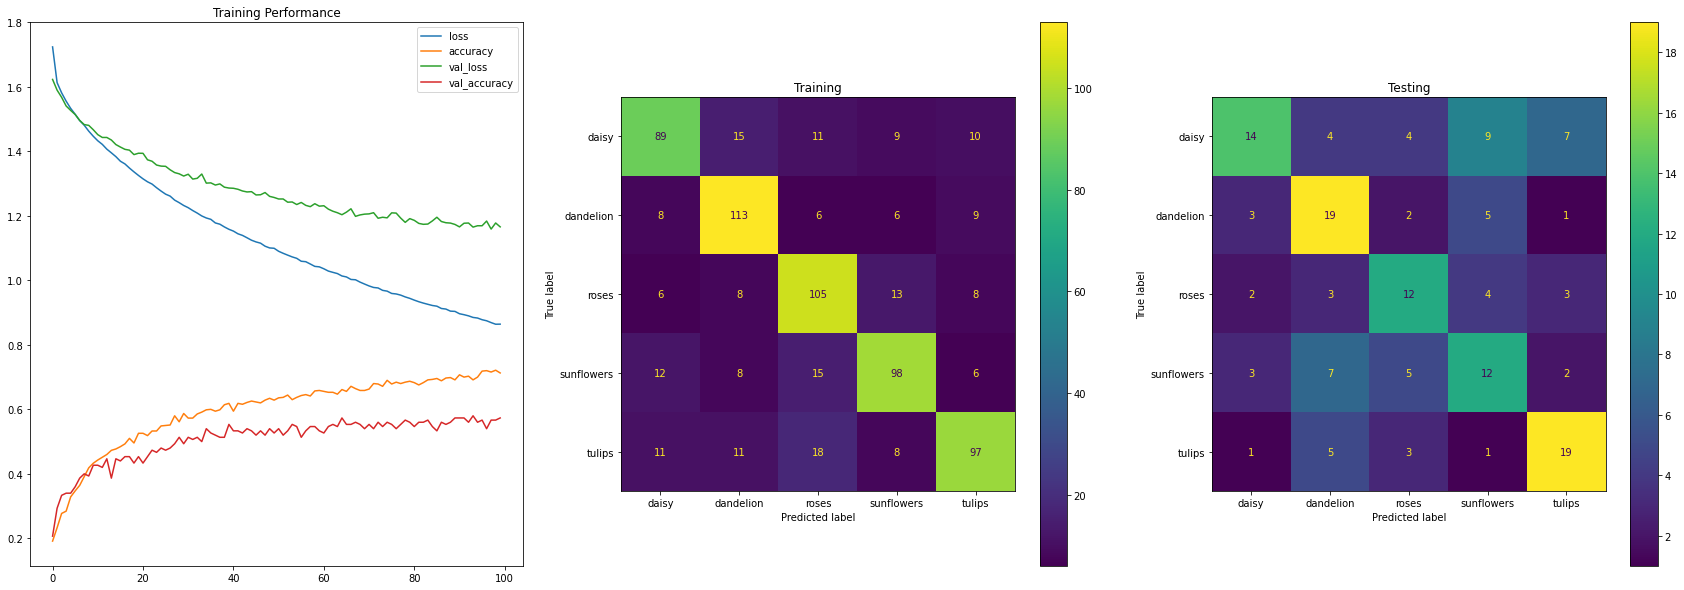 Training Performance
1.8
1.6
1.4
1.2
1.0
0.8
0.6
0.4
0.2
0 20 40 60 80 100
loss
accuracy
val_loss
val_accuracy
Training
True label
daisy 89 15 11 9 10
dandelion 8 113 6 6 9
roses 6 8 105 13 8
sunflowers 12 8 15 98 6
tulips 11 11 18 8 97
daisy dandelion roses sunflowers tulips
Predicted label
100
80
60
40
20
Testing
True label
daisy 14 4 4 9 7
dandelion 3 19 2 5 1
roses 2 3 12 4 3
sunflowers 3 7 5 12 2
tulips 1 5 3 1 19
daisy dandelion roses sunflowers tulips
Predicted label
18
16
14
12
10
8
6
4
2